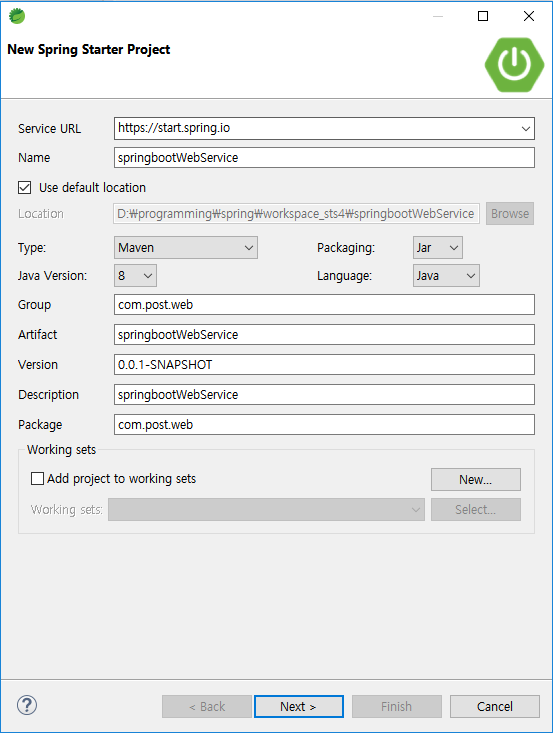 New Spring Starter Project
Service URL https://start.spring.io
Name springbootWebService
Use default location
Location D:₩programming₩spring₩workspace_sts4₩springbootWebService Browse
Type: Maven Packaging: Jar
Java Version: 8 Language: Java
Group com.post.web
Artifact springbootWebService
Version 0.0.1-SNAPSHOT
Description springbootWebService
Package com.post.web
Working sets
Add project to working sets New...
Working sets: Select...
? < Back Next > Finish Cancel